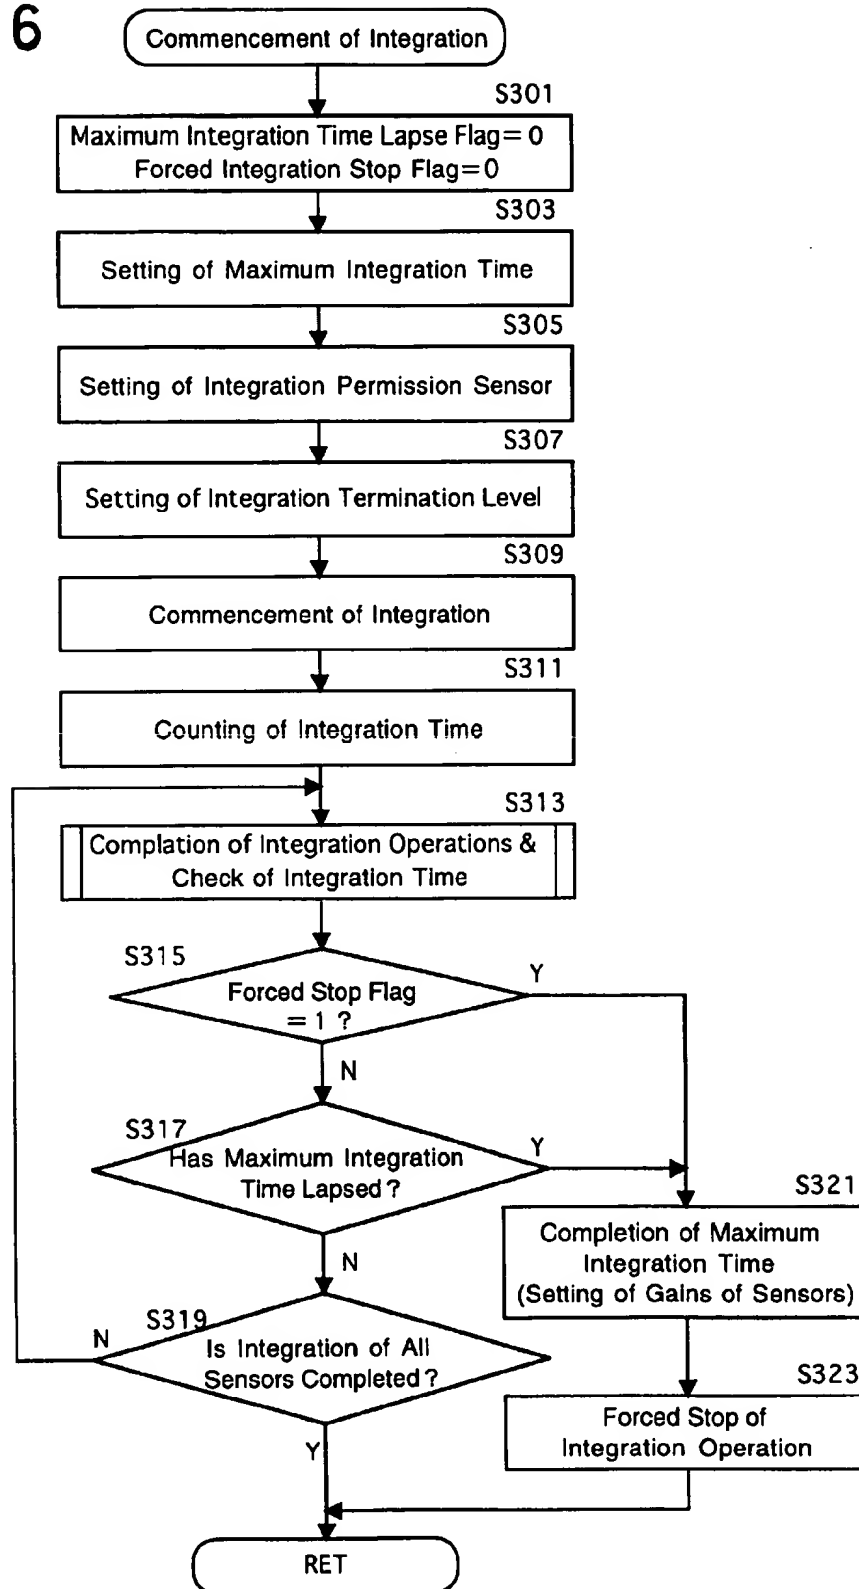 6
Commencement of Integration
S301
Maximum Integration Time Lapse Flag=0
Forced Integration Stop Flag=0
S303
Setting of Maximum Integration Time
S305
Setting of Integration Permission Sensor
S307
Setting of Integration Termination Level
S309
Commencement of Integration
S311
Counting of Integration Time
S313
Complation of Integration Operations &
Check of Integration Time
S315
Forced Stop Flag
=1 ?
Y
N
S317
Has Maximum Integration
Time Lapsed?
Y
N
S321
Completion of Maximum
Integration Time
(Setting of Gains of Sensors)
S319
Is Integration of All
Sensors Completed?
N
Y
S323
Forced Stop of
Integration Operation
RET